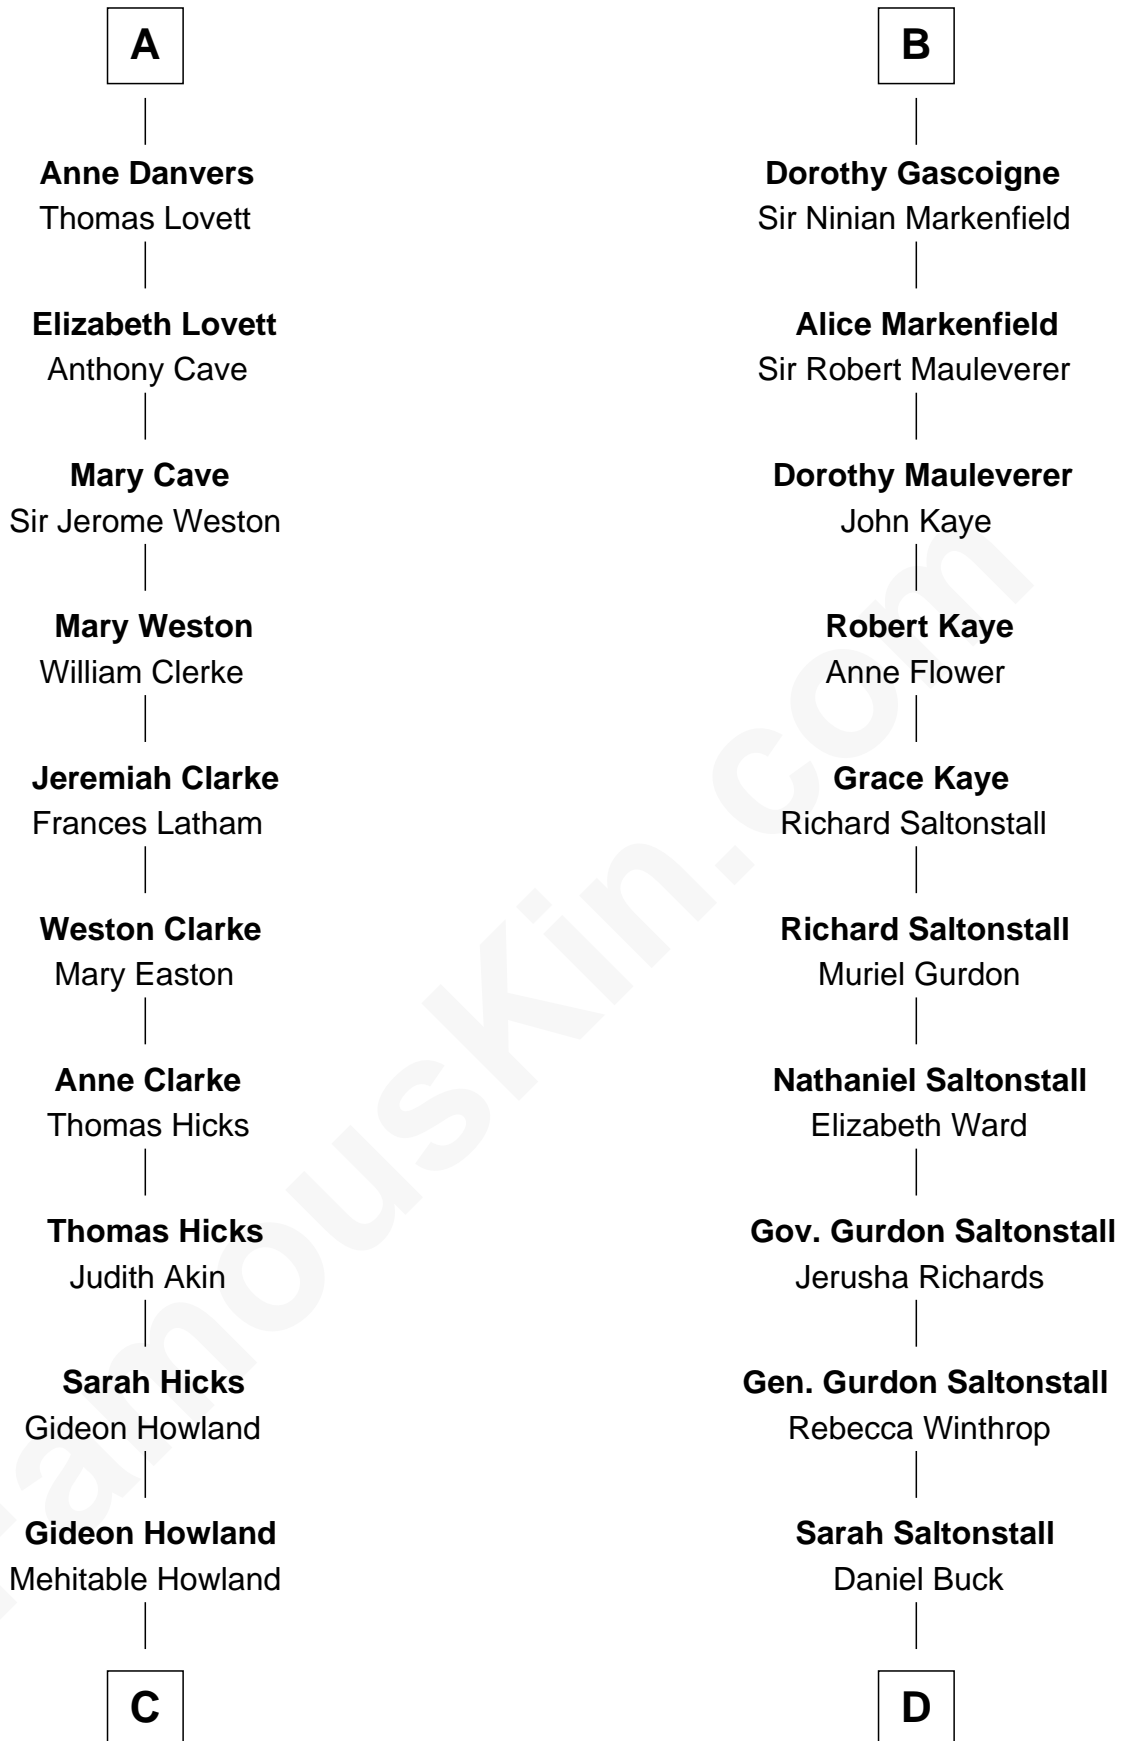 A
Anne Danvers
Thomas Lovett
Elizabeth Lovett
Anthony Cave
Mary Cave
Sir Jerome Weston
Mary Weston
William Clerke
Jeremiah Clarke
Frances Latham
Weston Clarke
Mary Easton
Anne Clarke
Thomas Hicks
Thomas Hicks
Judith Akin
Sarah Hicks
Gideon Howland
Gideon Howland
Mehitable Howland
C
B
Dorothy Gascoigne
Sir Ninian Markenfield
Alice Markenfield
Sir Robert Mauleverer
Dorothy Mauleverer
John Kaye
Robert Kaye
Anne Flower
Grace Kaye
Richard Saltonstall
Richard Saltonstall
Muriel Gurdon
Nathaniel Saltonstall
Elizabeth Ward
Gov. Gurdon Saltonstall
Jerusha Richards
Gen. Gurdon Saltonstall
Rebecca Winthrop
Sarah Saltonstall
Daniel Buck
D
FamousKin.com